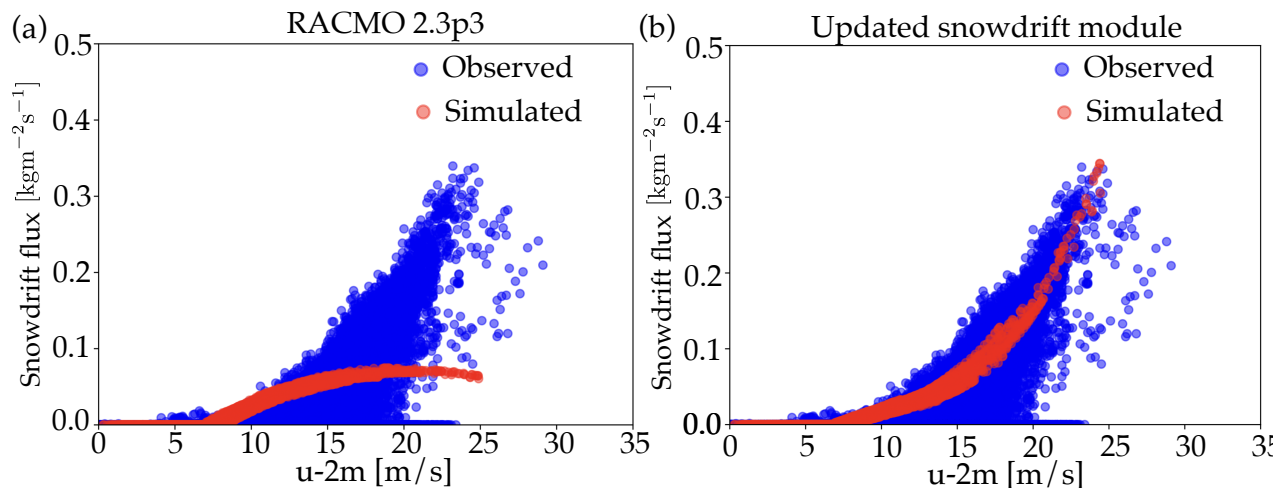 (a) RACMO 2.3p3
Snowdrift flux [kgm−2s−1]
0.5
0.4
0.3
0.2
0.1
0.0
Observed
Simulated
0 5 10 15 20 25 30 35
u-2m [m/s]
(b) Updated snowdrift module
Snowdrift flux [kgm−2s−1]
0.5
0.4
0.3
0.2
0.1
0.0
Observed
Simulated
0 5 10 15 20 25 30 35
u-2m [m/s]